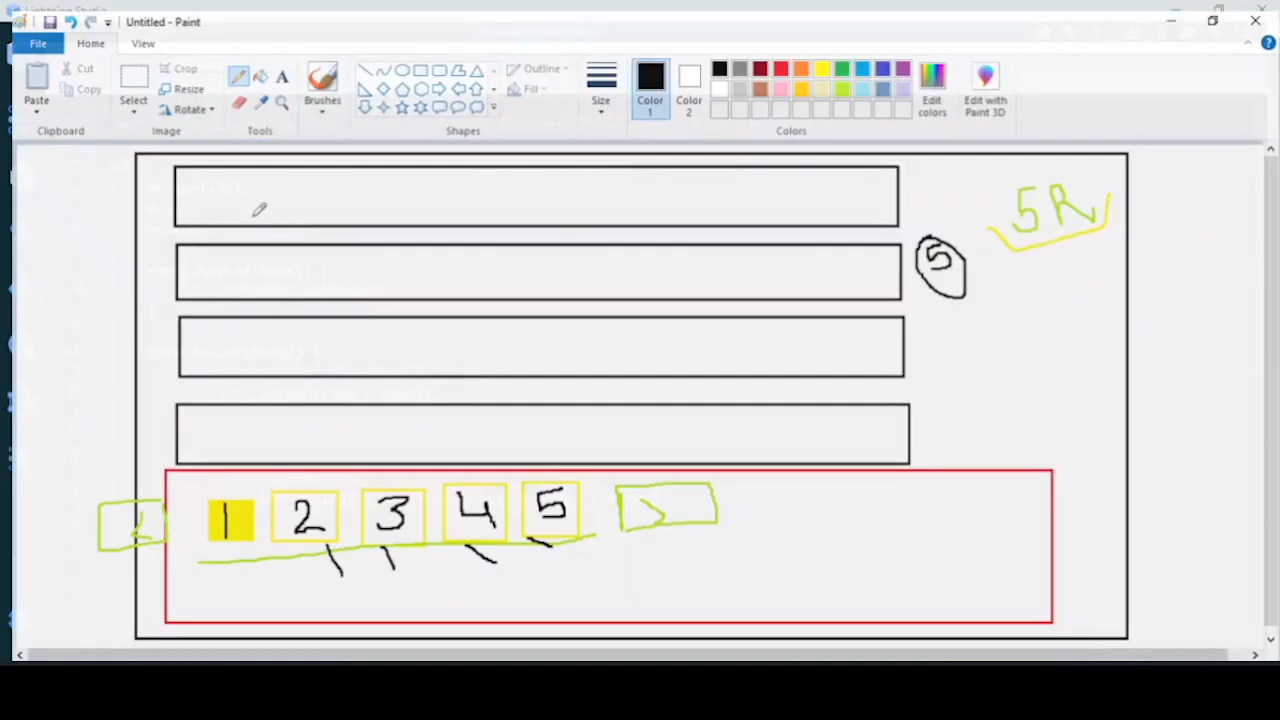 Lightning Studio
Untitled - Paint
File Home View
Paste
Cut
Copy
Clipboard
Select
Crop
Resize
Rotate
Image
A
Tools
Brushes
Shapes
Outline
Fill
Size
Color 1
Color 2
Edit colors
Edit with Paint 3D
Colors
5R
5
< 1 2 3 4 5 >